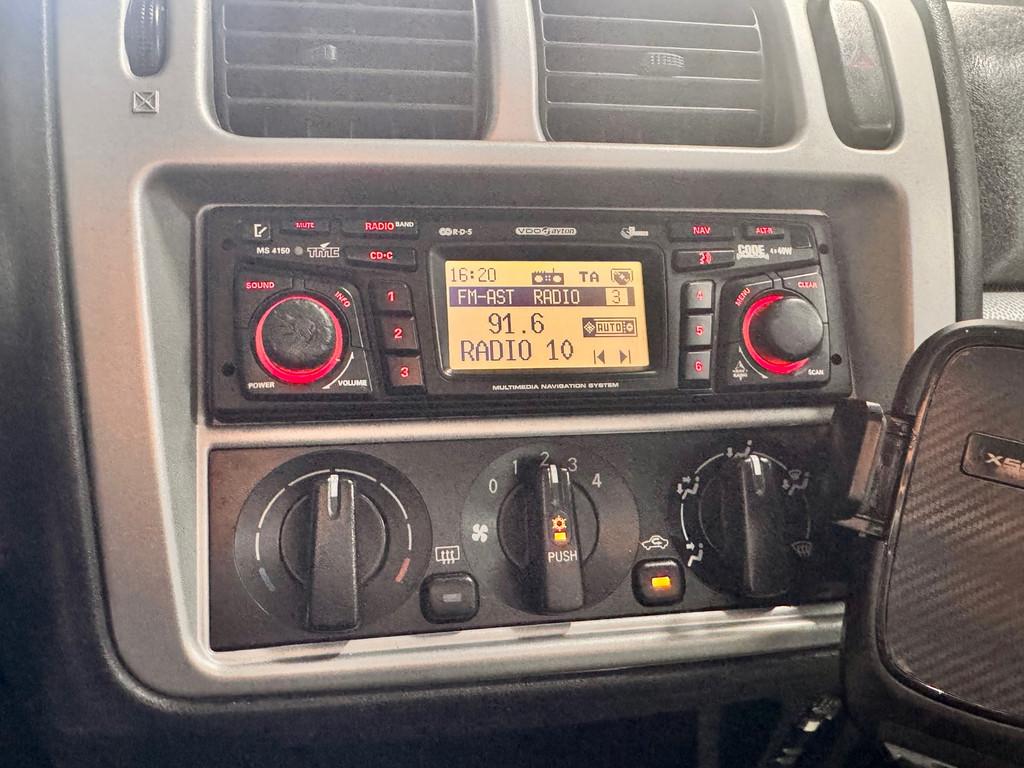 MUTE
RADIO BAND
R·D·S
VDO dayton
NAV
ALT-R
MS 4150
TMC
CD·C
CODE
4x40W
SOUND
INFO
POWER
VOLUME
1
2
3
16:20
TA
FM-AST RADIO 3
91.6
AUTO
RADIO 10
4
5
6
MENU
CLEAR
SCAN
MULTIMEDIA NAVIGATION SYSTEM
0 1 2 3 4
PUSH